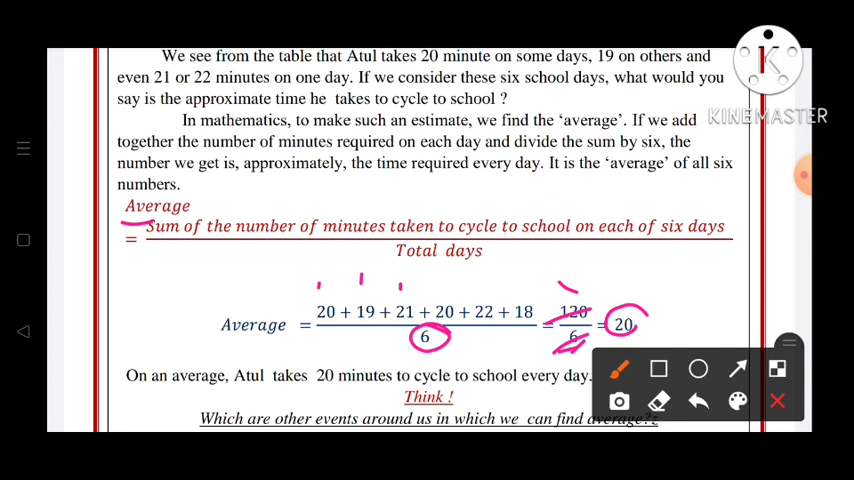 We see from the table that Atul takes 20 minute on some days, 19 on others and
even 21 or 22 minutes on one day. If we consider these six school days, what would you
say is the approximate time he takes to cycle to school ?
In mathematics, to make such an estimate, we find the ‘average’. If we add
together the number of minutes required on each day and divide the sum by six, the
number we get is, approximately, the time required every day. It is the ‘average’ of all six
numbers.
Average
= Sum of the number of minutes taken to cycle to school on each of six days
Total days
Average = 20 + 19 + 21 + 20 + 22 + 18 / 6 = 120 / 6 = 20
On an average, Atul takes 20 minutes to cycle to school every day.
Think !
Which are other events around us in which we can find average?z
K
KINEMASTER